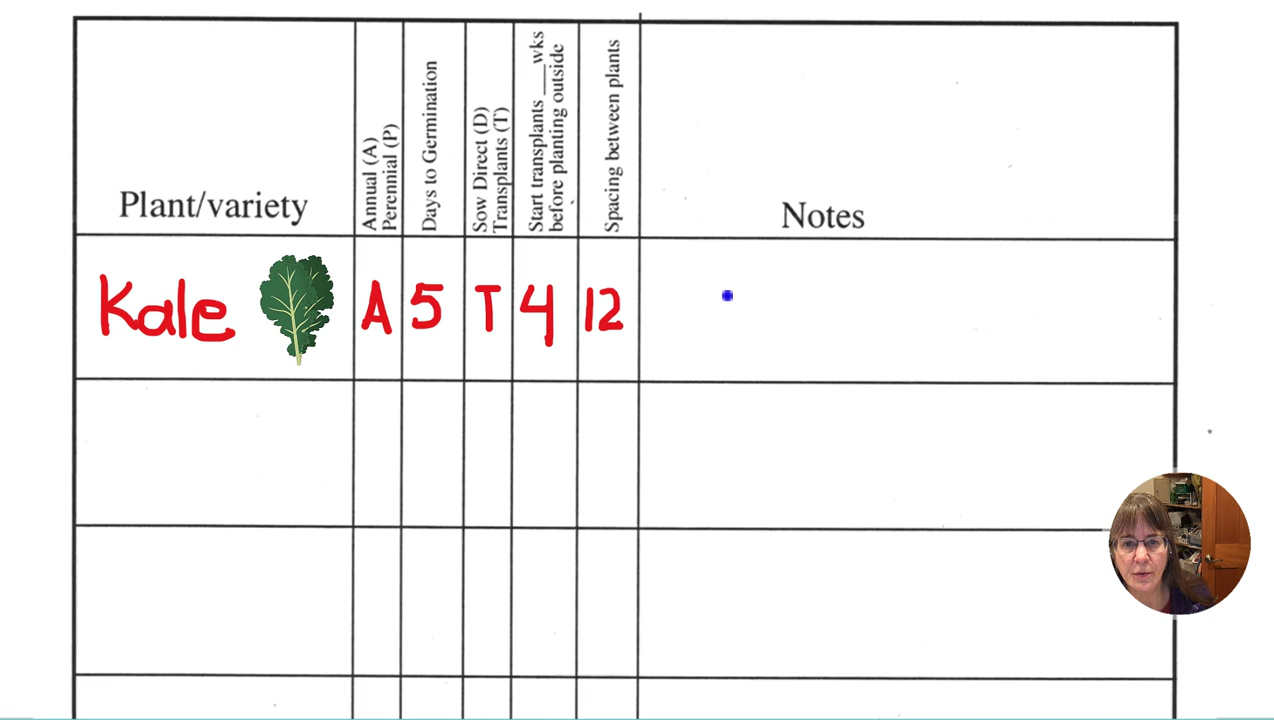 Plant/variety
Annual (A)
Perennial (P)
Days to Germination
Sow Direct (D)
Transplants (T)
Start transplants ___wks
before planting outside
Spacing between plants
Notes
Kale A 5 T 4 12